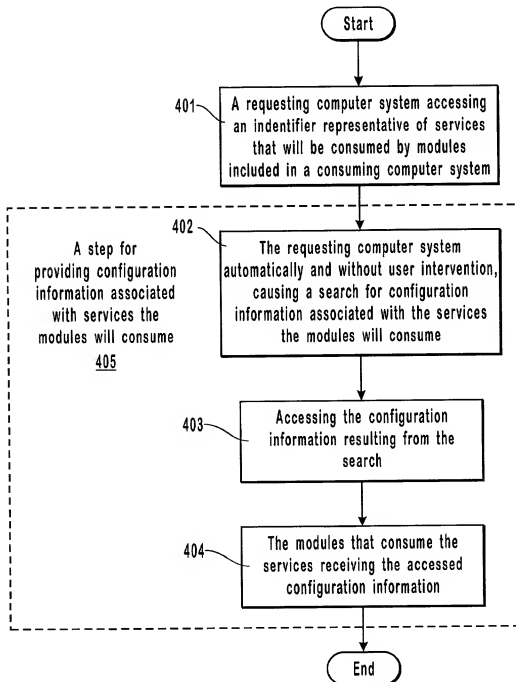 Start
401
A requesting computer system accessing
an indentifier representative of services
that will be consumed by modules
included in a consuming computer system
A step for
providing configuration
information associated
with services the
modules will consume
405
402
The requesting computer system
automatically and without user intervention,
causing a search for configuration
information associated with the services
the modules will consume
403
Accessing the configuration
information resulting from the
search
404
The modules that consume the
services receiving the accessed
configuration information
End